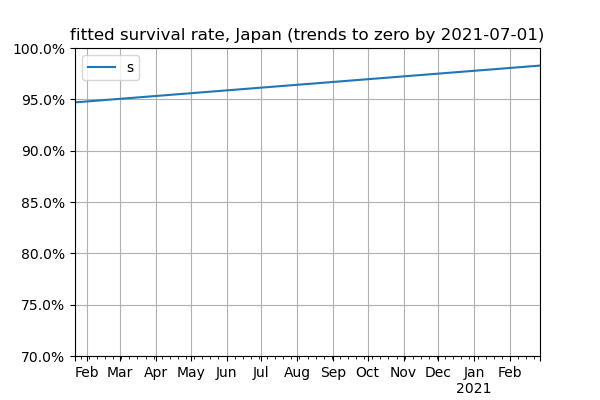 fitted survival rate, Japan (trends to zero by 2021-07-01)
100.0%
s
95.0%
90.0%
85.0%
80.0%
75.0%
70.0%
Feb Mar Apr May Jun Jul Aug Sep Oct Nov Dec Jan Feb
2021